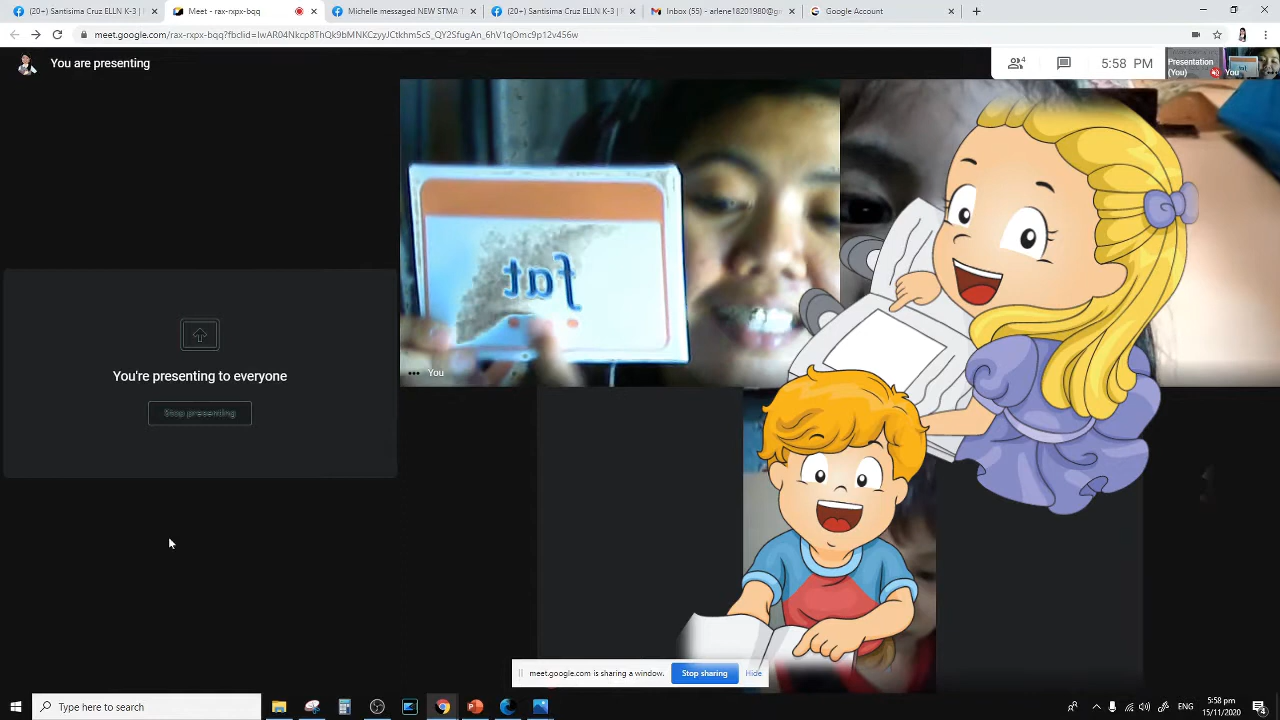 (20+) Santisima Cruz ELLN K-3 | F
Meet - rax-rxpx-bqq
Michelle messaged NEW STMA T
(20+) Santisima Cruz ELLN K-3 |
Inbox (55) - arlene18201980@gm
Google Account
meet.google.com/rax-rxpx-bqq?fbclid=IwAR04Nkcp8ThQk9bMNKCzyyJCtkhm5cS_QY2SfugAn_6hV1qOmc9p12v456w
You are presenting
4
5:58 PM
Presentation
(You)
You
fat
You
You're presenting to everyone
Stop presenting
meet.google.com is sharing a window.
Stop sharing
Hide
Type here to search
ENG
5:58 pm
15/11/2020